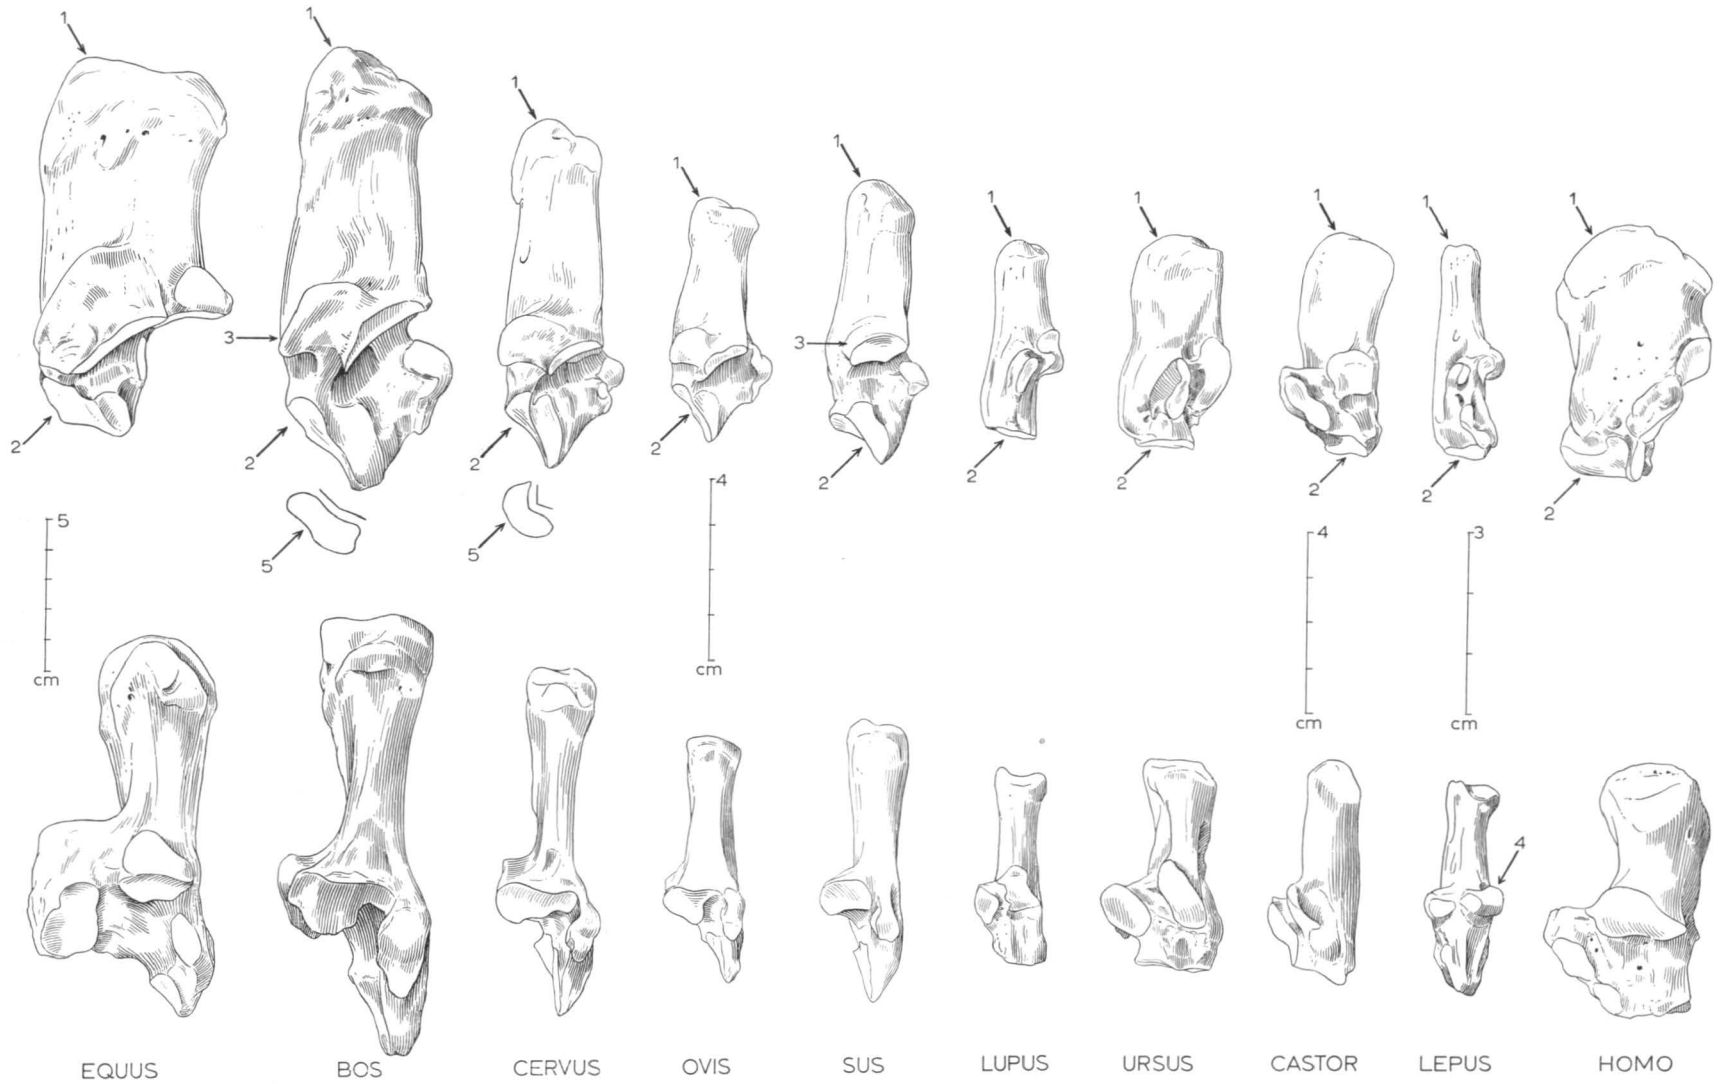 1 1 1 1 1 1 1 1 1 1
3 3
2 2 2 2 2 2 2 2 2 2
5 5
5 4 4 3
cm cm cm cm
4
EQUUS BOS CERVUS OVIS SUS LUPUS URSUS CASTOR LEPUS HOMO